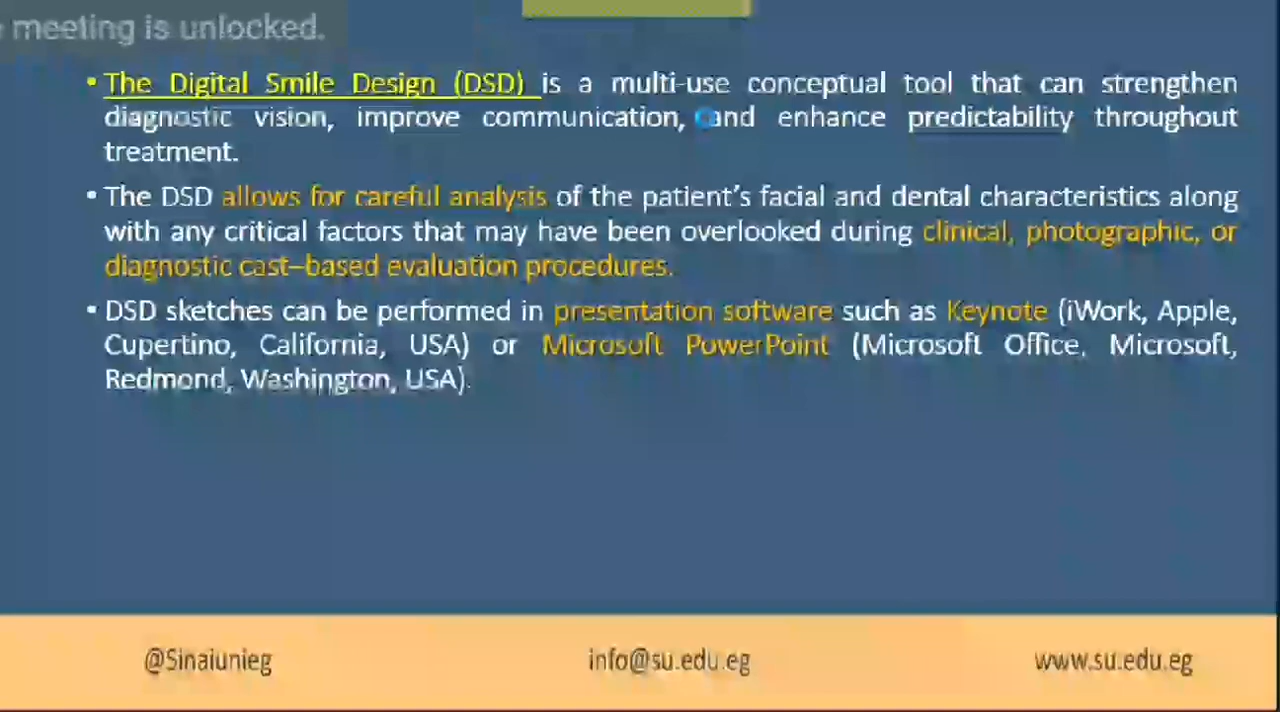 meeting is unlocked.
• The Digital Smile Design (DSD) is a multi-use conceptual tool that can strengthen
diagnostic vision, improve communication, and enhance predictability throughout
treatment.
• The DSD allows for careful analysis of the patient's facial and dental characteristics along
with any critical factors that may have been overlooked during clinical, photographic, or
diagnostic cast–based evaluation procedures.
• DSD sketches can be performed in presentation software such as Keynote (iWork, Apple,
Cupertino, California, USA) or Microsoft PowerPoint (Microsoft Office, Microsoft,
Redmond, Washington, USA).
@Sinaiunieg
info@su.edu.eg
www.su.edu.eg